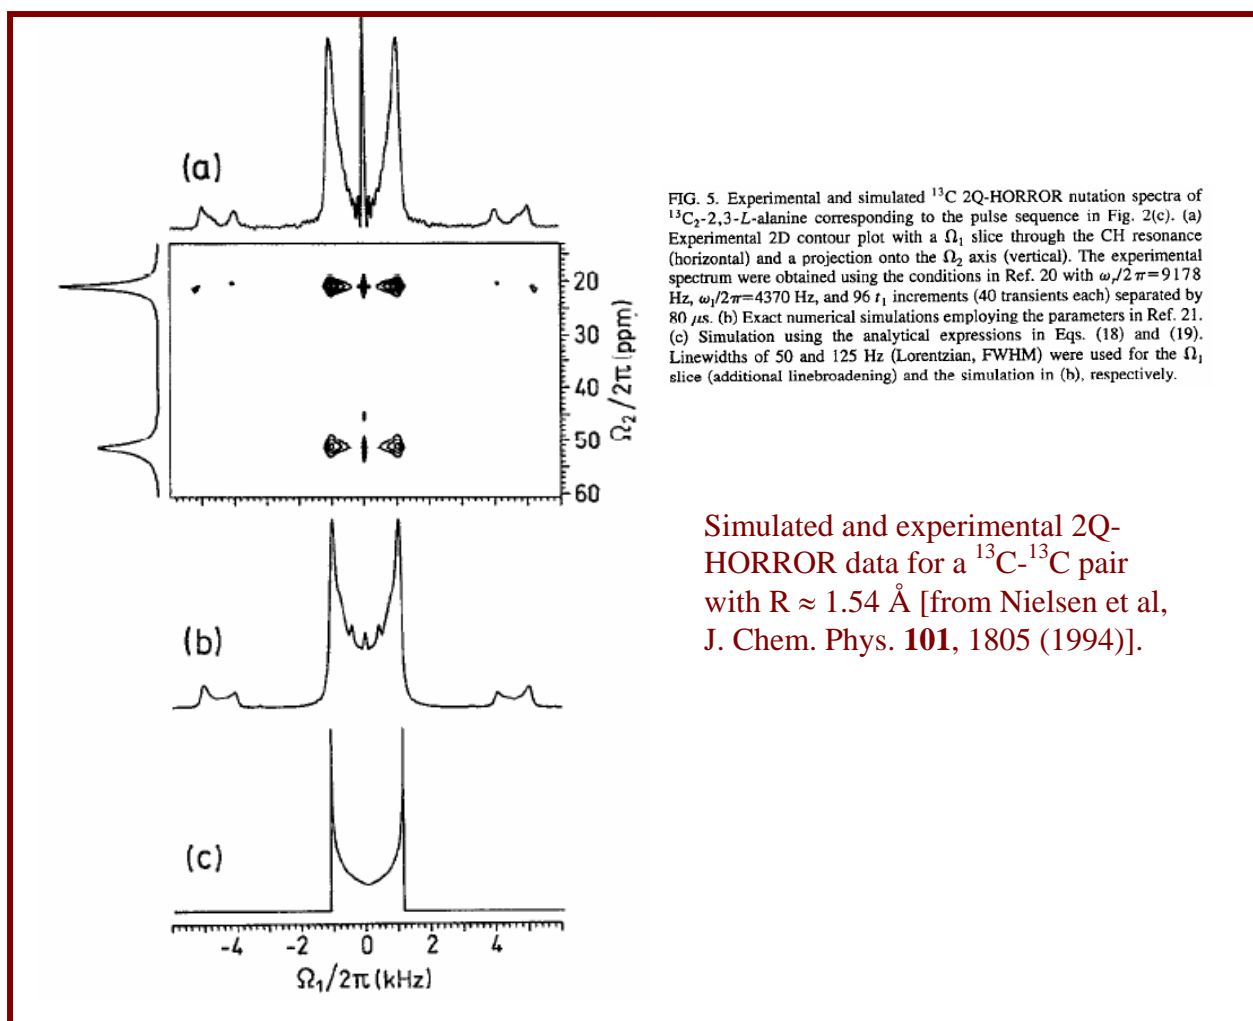 (a)
20
30
40
50
60
Ω₂/2π(ppm)
(b)
(c)
-4 -2 0 2 4
Ω₁/2π(kHz)
FIG. 5. Experimental and simulated ¹³C 2Q-HORROR nutation spectra of
¹³C₂-2,3-L-alanine corresponding to the pulse sequence in Fig. 2(c). (a)
Experimental 2D contour plot with a Ω₁ slice through the CH resonance
(horizontal) and a projection onto the Ω₂ axis (vertical). The experimental
spectrum were obtained using the conditions in Ref. 20 with ωᵣ/2π=9178
Hz, ω₁/2π=4370 Hz, and 96 t₁ increments (40 transients each) separated by
80 μs. (b) Exact numerical simulations employing the parameters in Ref. 21.
(c) Simulation using the analytical expressions in Eqs. (18) and (19).
Linewidths of 50 and 125 Hz (Lorentzian, FWHM) were used for the Ω₁
slice (additional linebroadening) and the simulation in (b), respectively.
Simulated and experimental 2Q-
HORROR data for a ¹³C-¹³C pair
with R ≈ 1.54 Å [from Nielsen et al,
J. Chem. Phys. 101, 1805 (1994)].